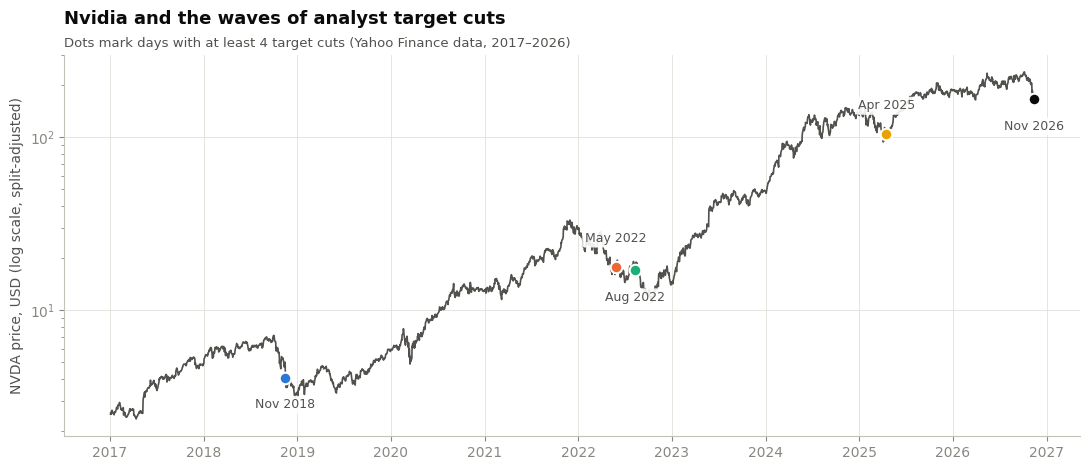 Nvidia and the waves of analyst target cuts
Dots mark days with at least 4 target cuts (Yahoo Finance data, 2017–2026)
NVDA price, USD (log scale, split-adjusted)
10²
10¹
Apr 2025
Nov 2026
May 2022
Aug 2022
Nov 2018
2017 2018 2019 2020 2021 2022 2023 2024 2025 2026 2027